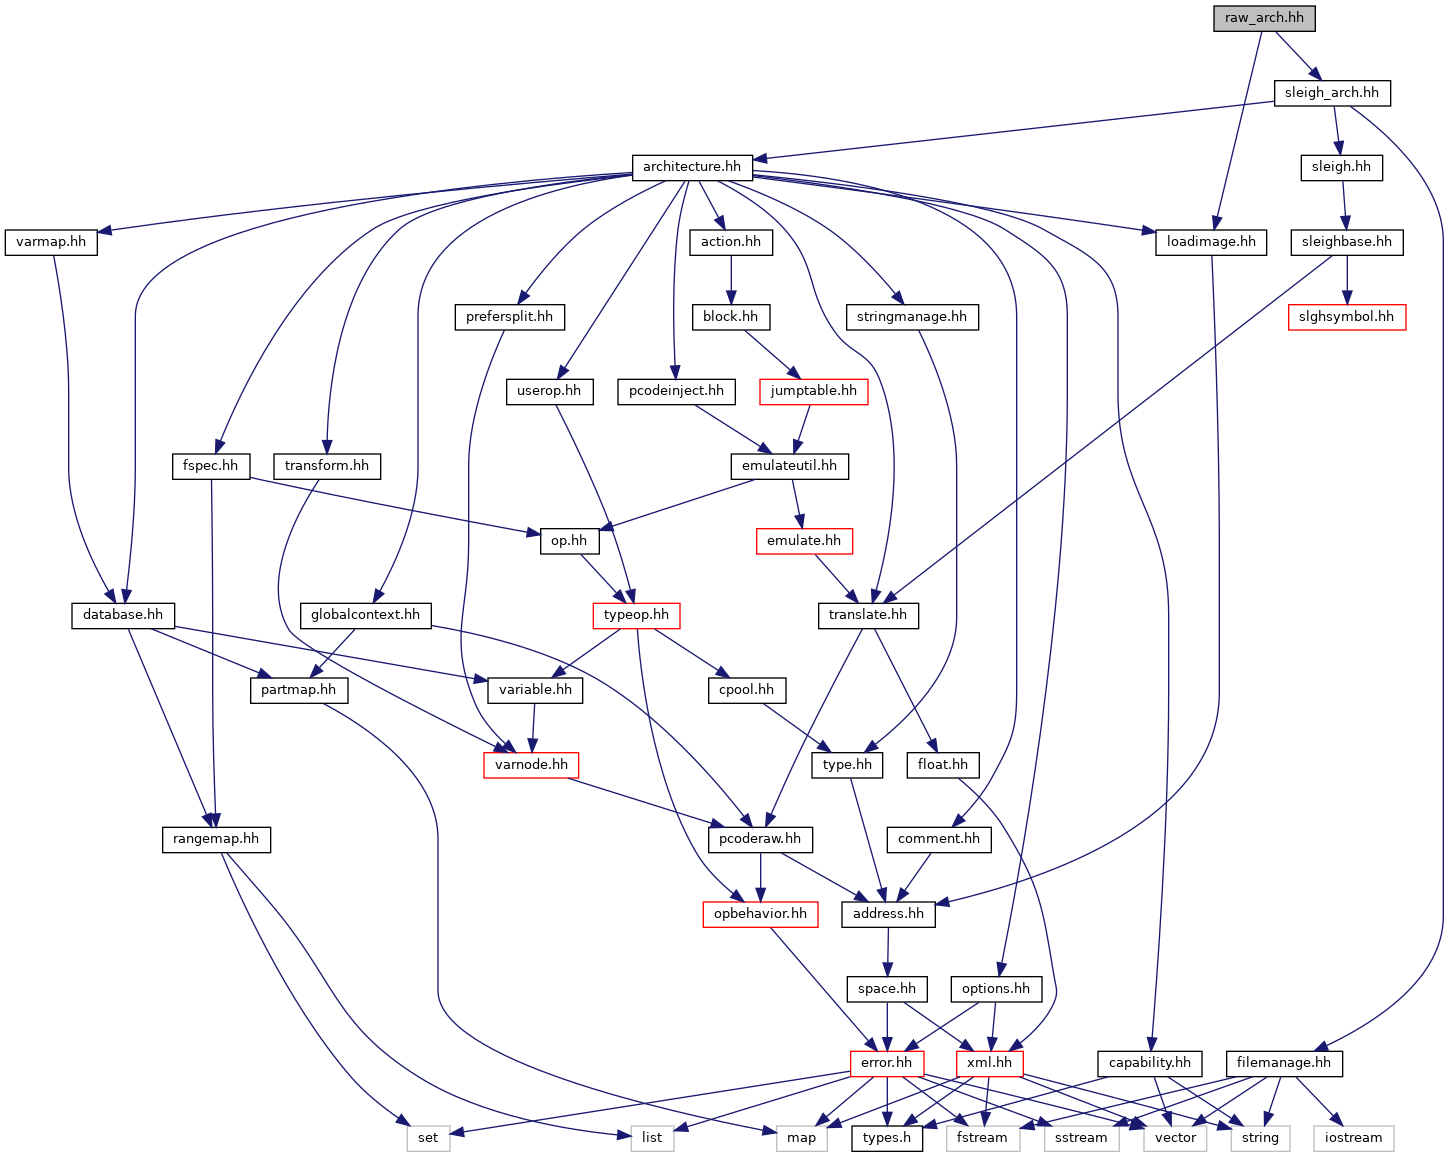 raw_arch.hh
sleigh_arch.hh
architecture.hh
sleigh.hh
varmap.hh
action.hh
loadimage.hh
sleighbase.hh
prefersplit.hh
block.hh
stringmanage.hh
slghsymbol.hh
userop.hh
pcodeinject.hh
jumptable.hh
fspec.hh
transform.hh
emulateutil.hh
op.hh
emulate.hh
database.hh
globalcontext.hh
typeop.hh
translate.hh
partmap.hh
variable.hh
cpool.hh
varnode.hh
type.hh
float.hh
rangemap.hh
pcoderaw.hh
comment.hh
opbehavior.hh
address.hh
space.hh
options.hh
error.hh
xml.hh
capability.hh
filemanage.hh
set
list
map
types.h
fstream
sstream
vector
string
iostream